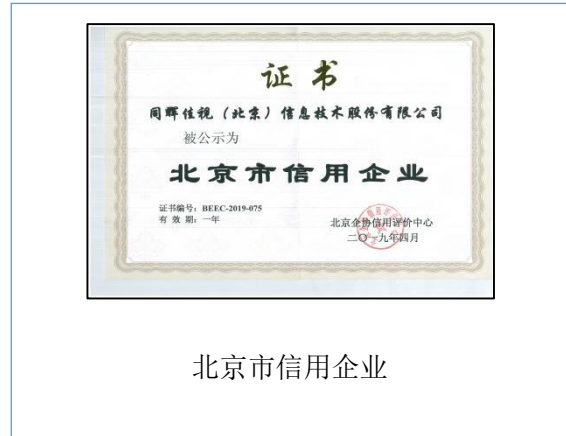 证书
同辉佳视（北京）信息技术股份有限公司
被公示为
北京市信用企业
证书编号：BEEC-2019-075
有 效 期：一年
北京企协信用评价中心
二〇一九年四月
北京市信用企业